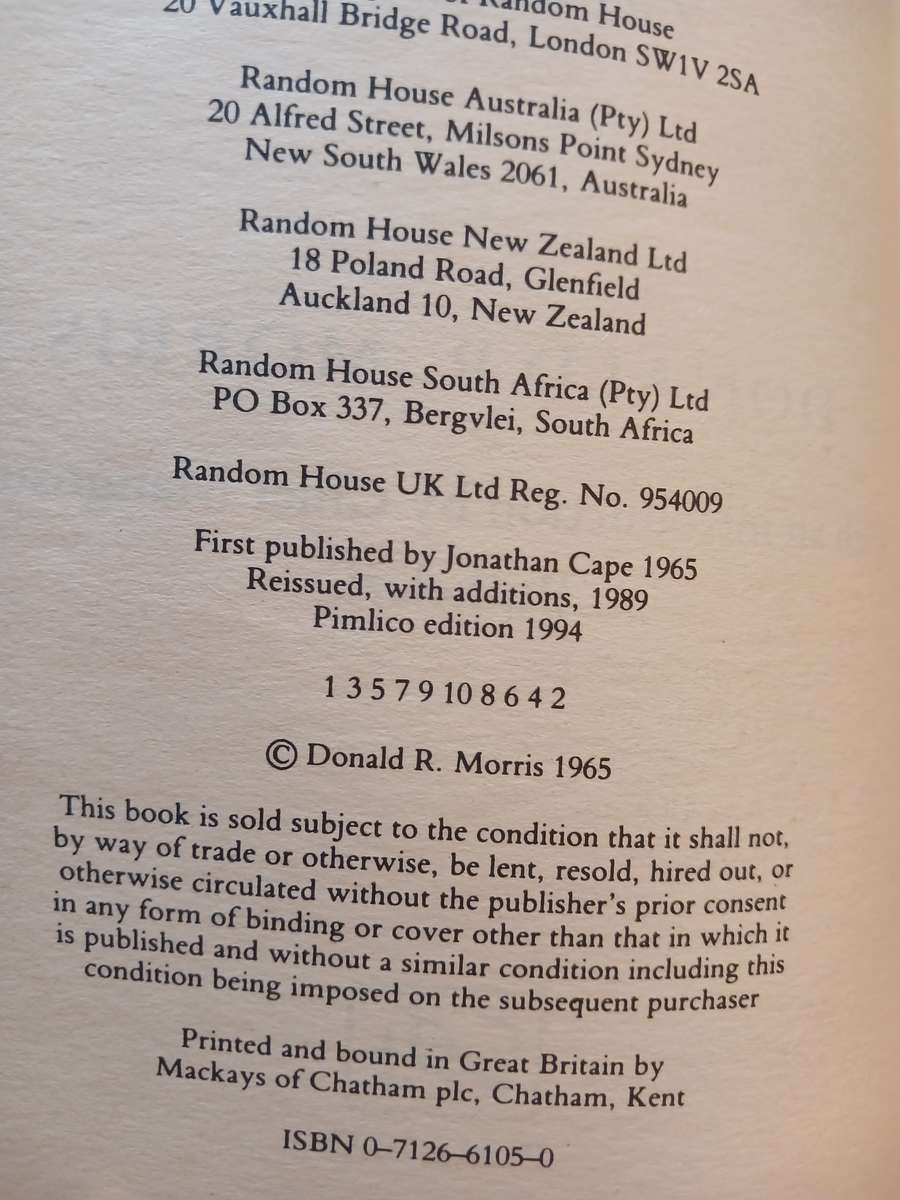 Random House
20 Vauxhall Bridge Road, London SW1V 2SA
Random House Australia (Pty) Ltd
20 Alfred Street, Milsons Point Sydney
New South Wales 2061, Australia
Random House New Zealand Ltd
18 Poland Road, Glenfield
Auckland 10, New Zealand
Random House South Africa (Pty) Ltd
PO Box 337, Bergvlei, South Africa
Random House UK Ltd Reg. No. 954009
First published by Jonathan Cape 1965
Reissued, with additions, 1989
Pimlico edition 1994
1 3 5 7 9 10 8 6 4 2
© Donald R. Morris 1965
This book is sold subject to the condition that it shall not,
by way of trade or otherwise, be lent, resold, hired out, or
otherwise circulated without the publisher's prior consent
in any form of binding or cover other than that in which it
is published and without a similar condition including this
condition being imposed on the subsequent purchaser
Printed and bound in Great Britain by
Mackays of Chatham plc, Chatham, Kent
ISBN 0–7126–6105–0